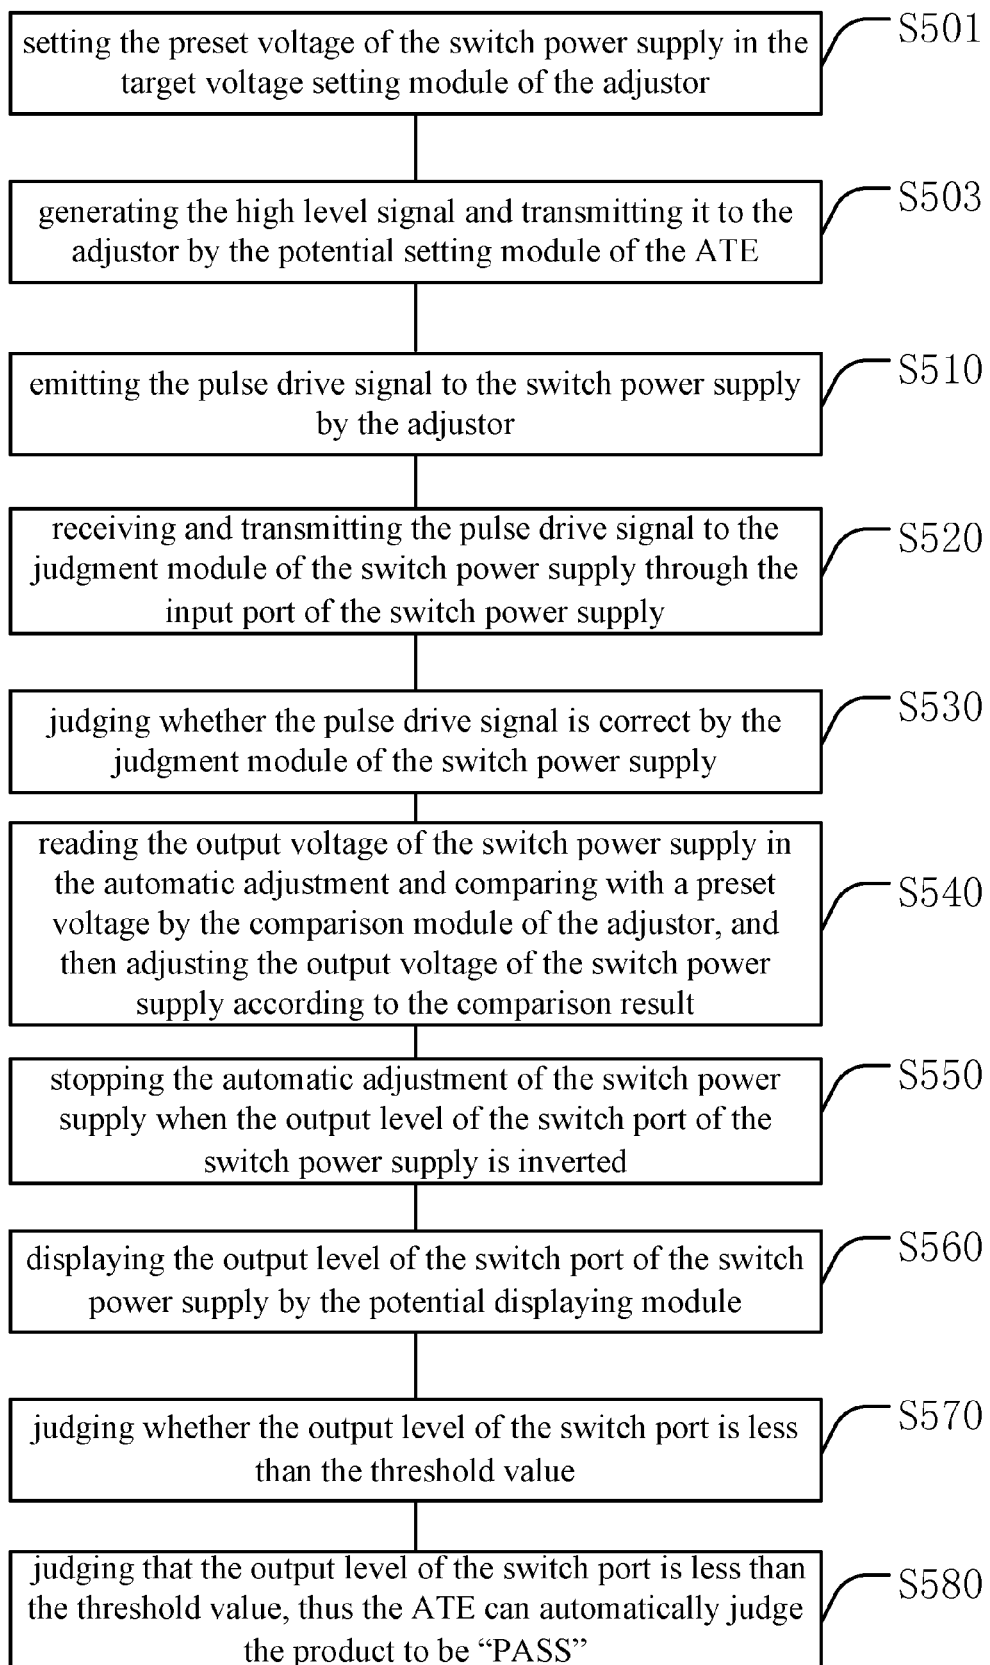 setting the preset voltage of the switch power supply in the
target voltage setting module of the adjustor
S501
generating the high level signal and transmitting it to the
adjustor by the potential setting module of the ATE
S503
emitting the pulse drive signal to the switch power supply
by the adjustor
S510
receiving and transmitting the pulse drive signal to the
judgment module of the switch power supply through the
input port of the switch power supply
S520
judging whether the pulse drive signal is correct by the
judgment module of the switch power supply
S530
reading the output voltage of the switch power supply in
the automatic adjustment and comparing with a preset
voltage by the comparison module of the adjustor, and
then adjusting the output voltage of the switch power
supply according to the comparison result
S540
stopping the automatic adjustment of the switch power
supply when the output level of the switch port of the
switch power supply is inverted
S550
displaying the output level of the switch port of the switch
power supply by the potential displaying module
S560
judging whether the output level of the switch port is less
than the threshold value
S570
judging that the output level of the switch port is less than
the threshold value, thus the ATE can automatically judge
the product to be “PASS”
S580